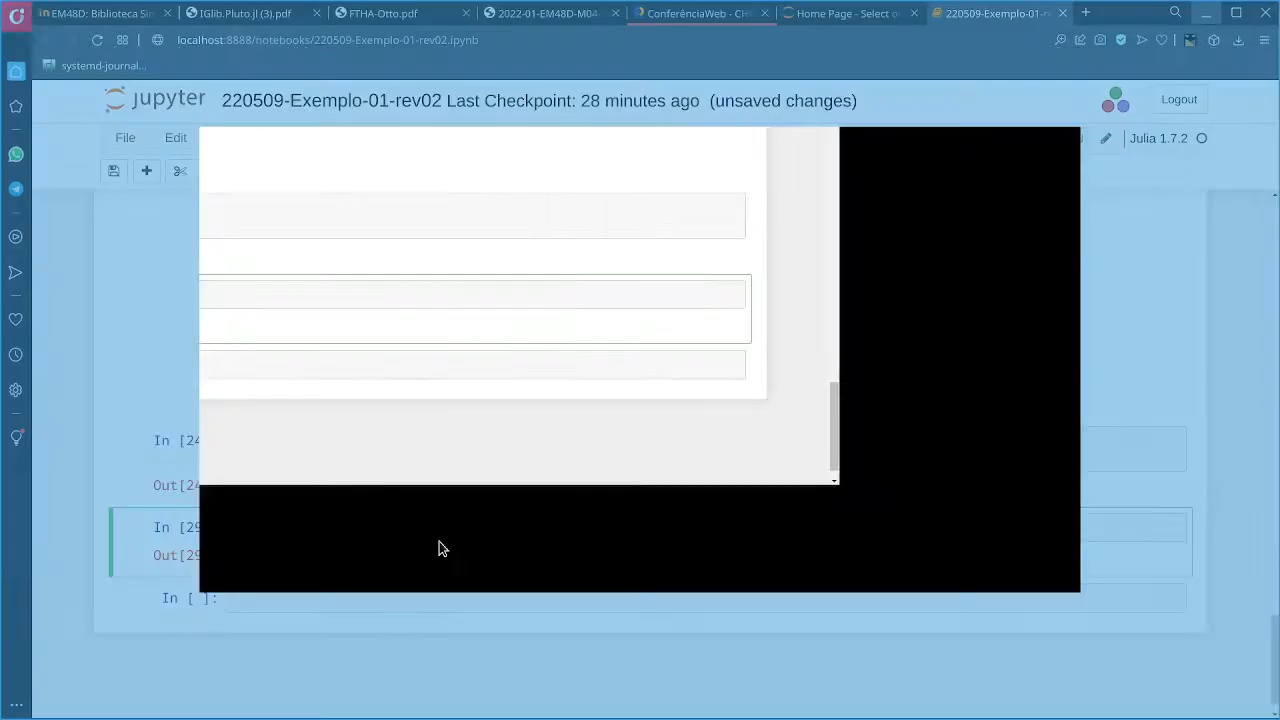 EM48D: Biblioteca Sin
IGlib.Pluto.jl (3).pdf
FTHA-Otto.pdf
2022-01-EM48D-M04-
ConferênciaWeb - CH
Home Page - Select o
220509-Exemplo-01-r
localhost:8888/notebooks/220509-Exemplo-01-rev02.ipynb
systemd-journal...
jupyter 220509-Exemplo-01-rev02 Last Checkpoint: 28 minutes ago (unsaved changes)
Logout
File Edit
Julia 1.7.2
In [24
Out[24
In [29
Out[29
In [ ]: